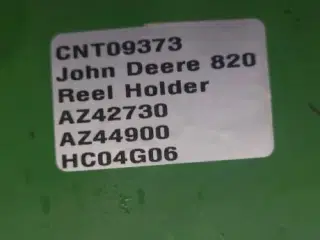 CNT09373
John Deere 820
Reel Holder
AZ42730
AZ44900
HC04G06